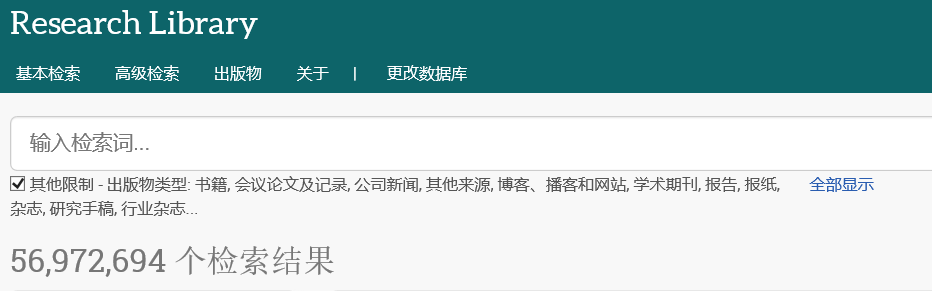 Research Library
基本检索 高级检索 出版物 关于 | 更改数据库
输入检索词...
其他限制 - 出版物类型: 书籍, 会议论文及记录, 公司新闻, 其他来源, 博客、播客和网站, 学术期刊, 报告, 报纸, 全部显示
杂志, 研究手稿, 行业杂志...
56,972,694 个检索结果